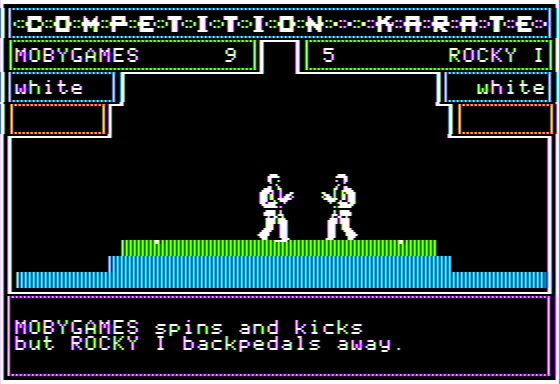 COMPETITION KARATE
MOBYGAMES 9 5 ROCKY I
white white
MOBYGAMES spins and kicks
but ROCKY I backpedals away.